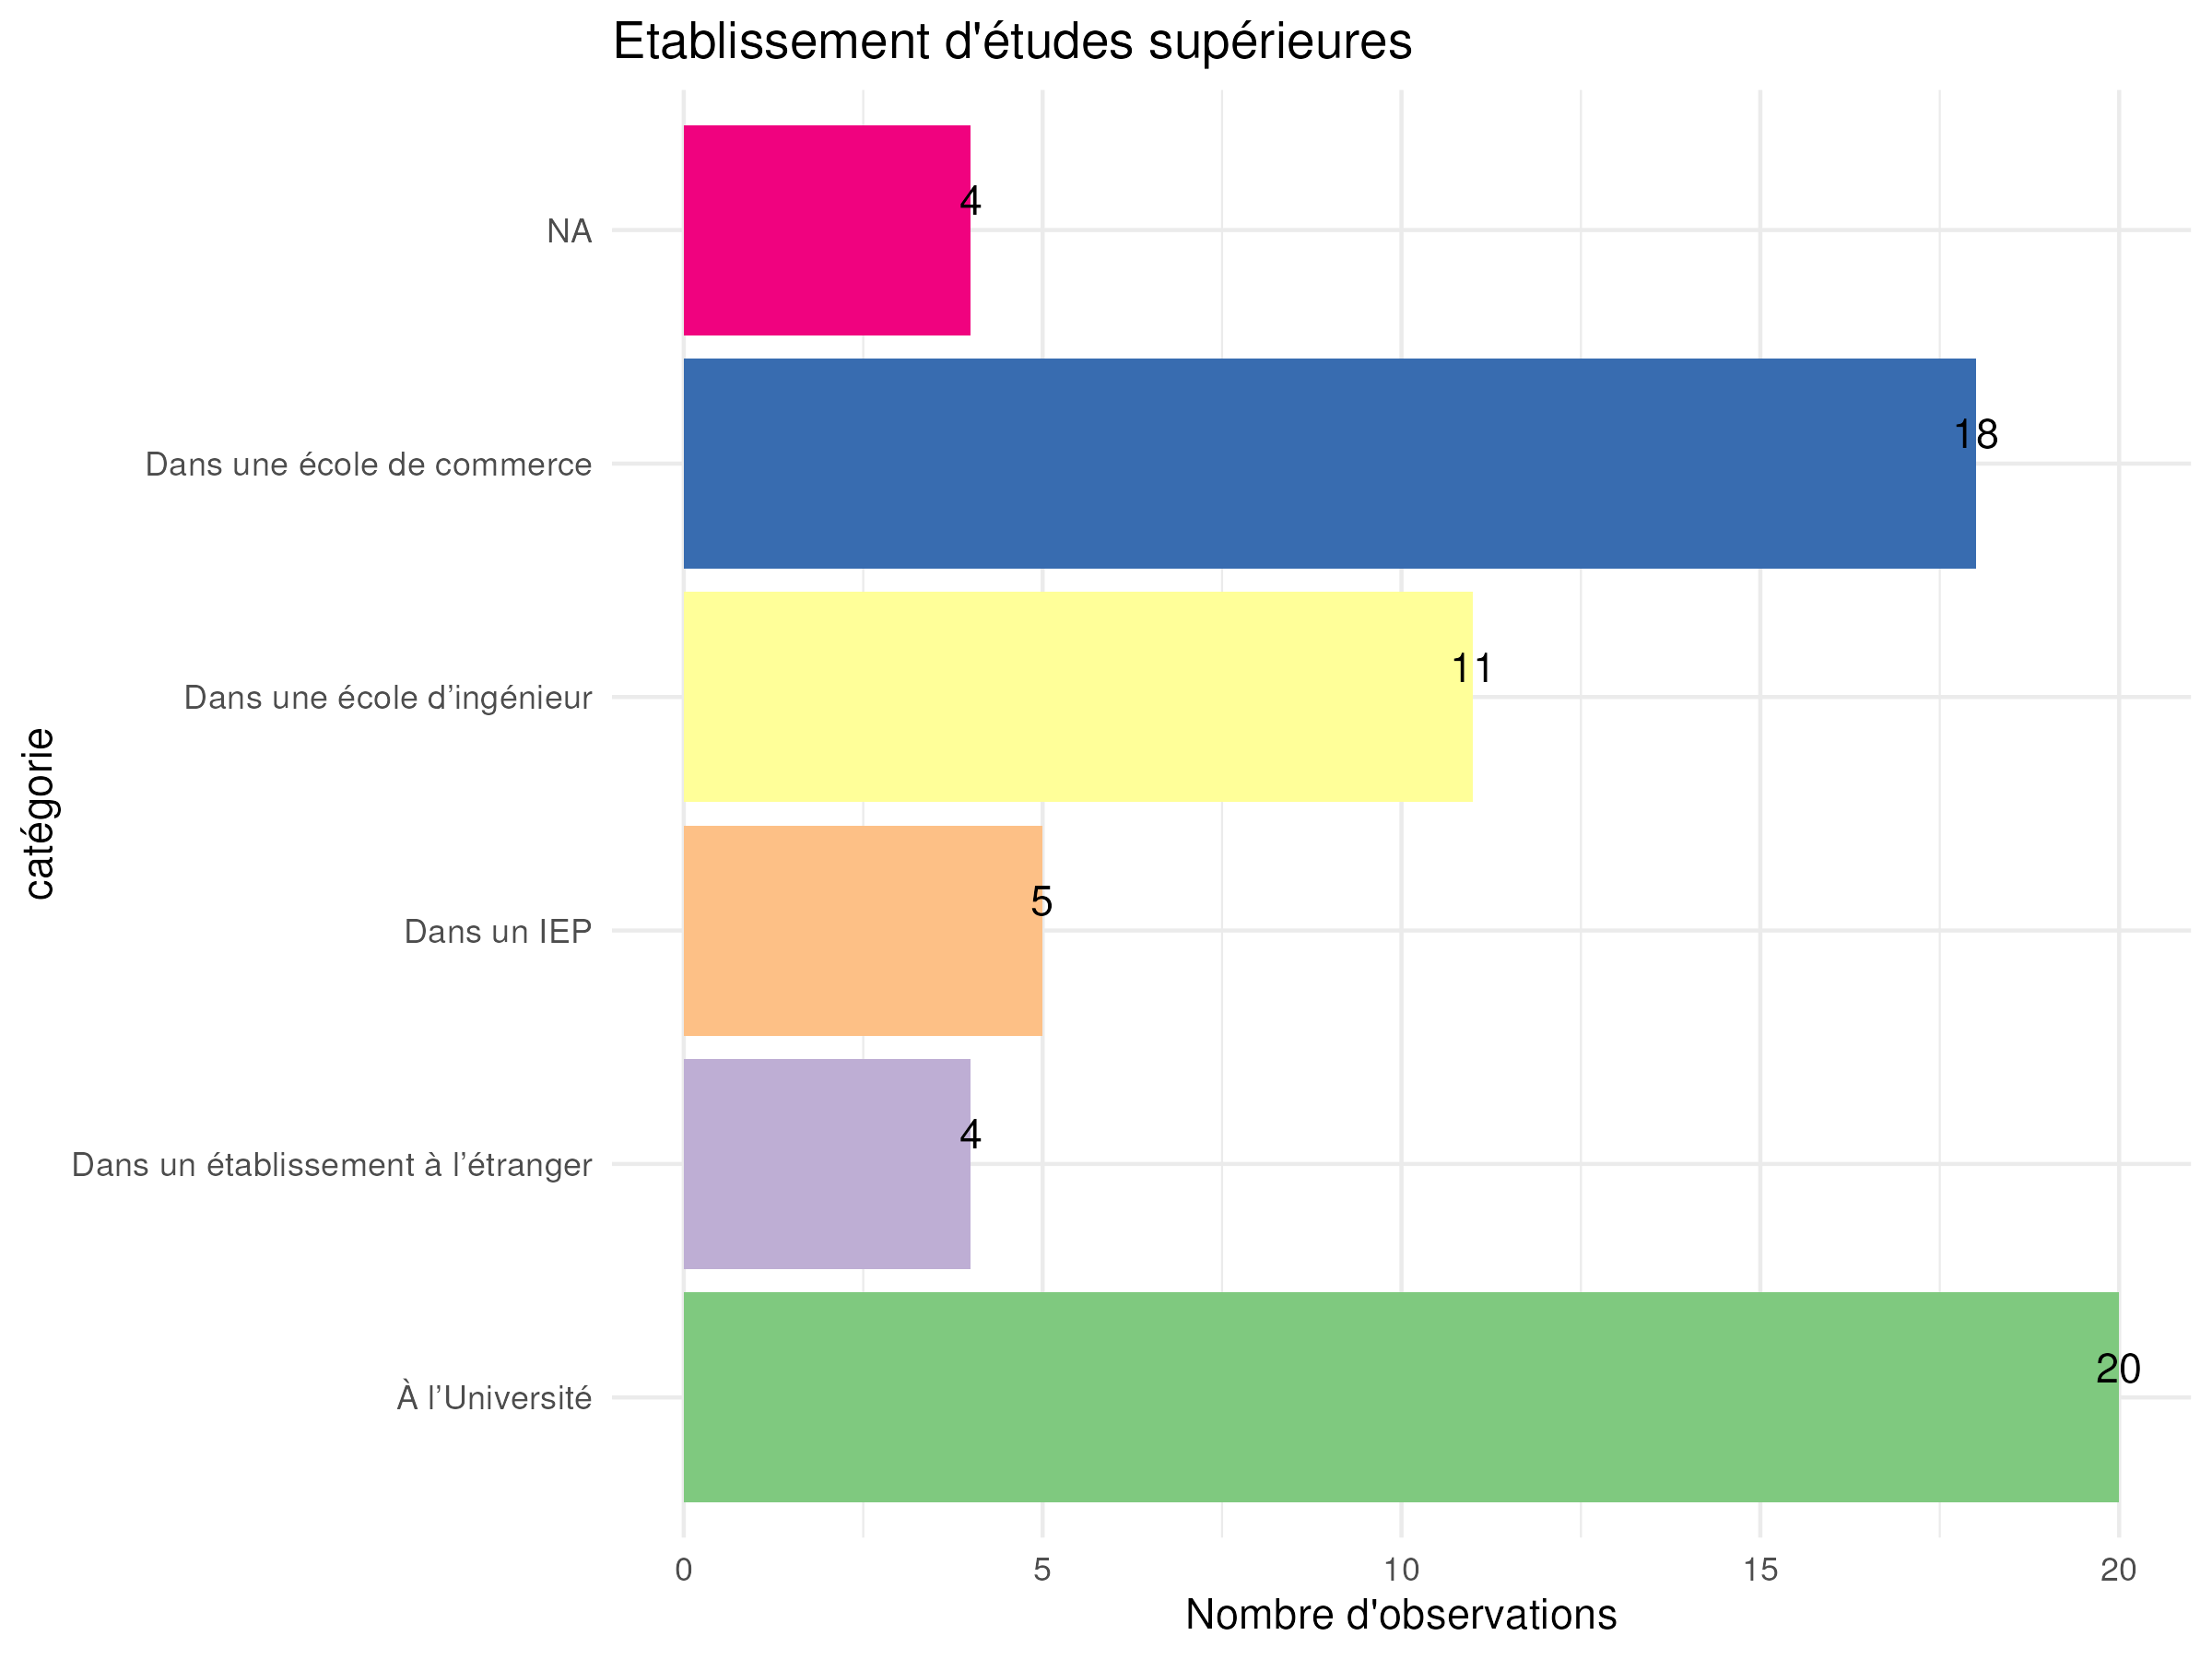 Etablissement d'études supérieures
NA
4
Dans une école de commerce
18
Dans une école d’ingénieur
11
catégorie
Dans un IEP
5
Dans un établissement à l’étranger
4
À l’Université
20
0 5 10 15 20
Nombre d'observations